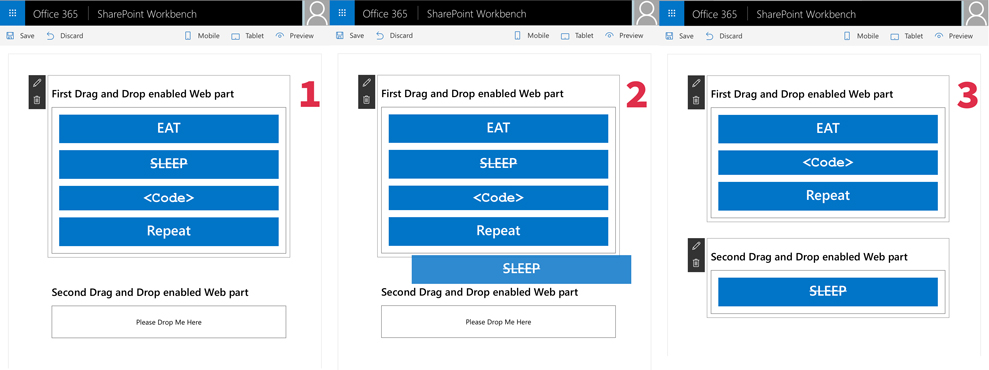 Office 365 SharePoint Workbench
Save Discard Mobile Tablet Preview
1
First Drag and Drop enabled Web part
EAT
SLEEP
<Code>
Repeat
Second Drag and Drop enabled Web part
Please Drop Me Here
Office 365 SharePoint Workbench
Save Discard Mobile Tablet Preview
2
First Drag and Drop enabled Web part
EAT
SLEEP
<Code>
Repeat
SLEEP
Second Drag and Drop enabled Web part
Please Drop Me Here
Office 365 SharePoint Workbench
Save Discard Mobile Tablet Preview
3
First Drag and Drop enabled Web part
EAT
<Code>
Repeat
Second Drag and Drop enabled Web part
SLEEP